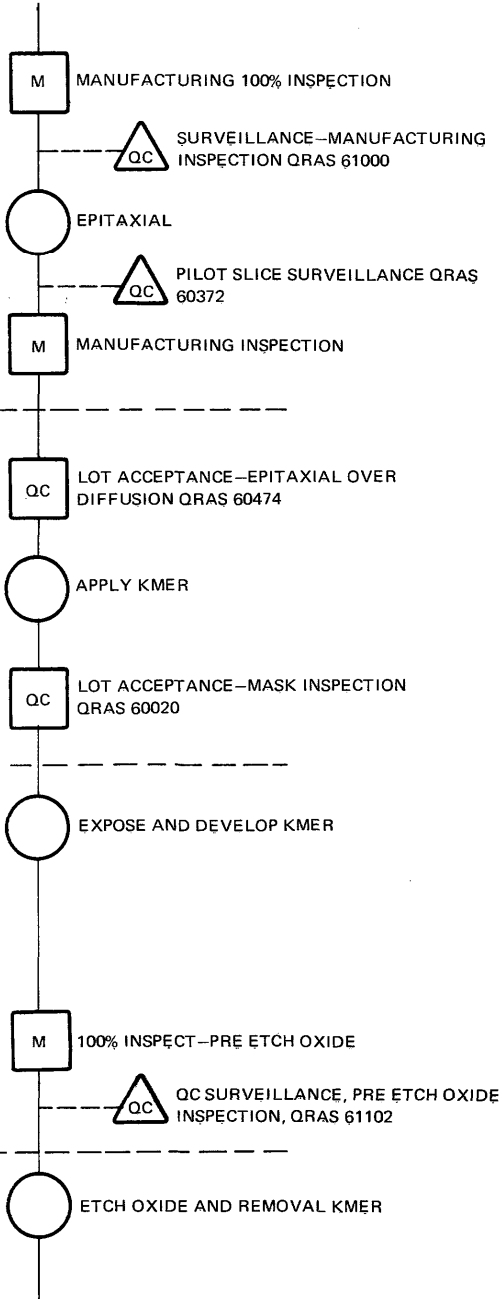 M MANUFACTURING 100% INSPECTION
QC SURVEILLANCE—MANUFACTURING
INSPECTION QRAS 61000
EPITAXIAL
QC PILOT SLICE SURVEILLANCE QRAS
60372
M MANUFACTURING INSPECTION
QC LOT ACCEPTANCE—EPITAXIAL OVER
DIFFUSION QRAS 60474
APPLY KMER
QC LOT ACCEPTANCE—MASK INSPECTION
QRAS 60020
EXPOSE AND DEVELOP KMER
M 100% INSPECT—PRE ETCH OXIDE
QC QC SURVEILLANCE, PRE ETCH OXIDE
INSPECTION, QRAS 61102
ETCH OXIDE AND REMOVAL KMER